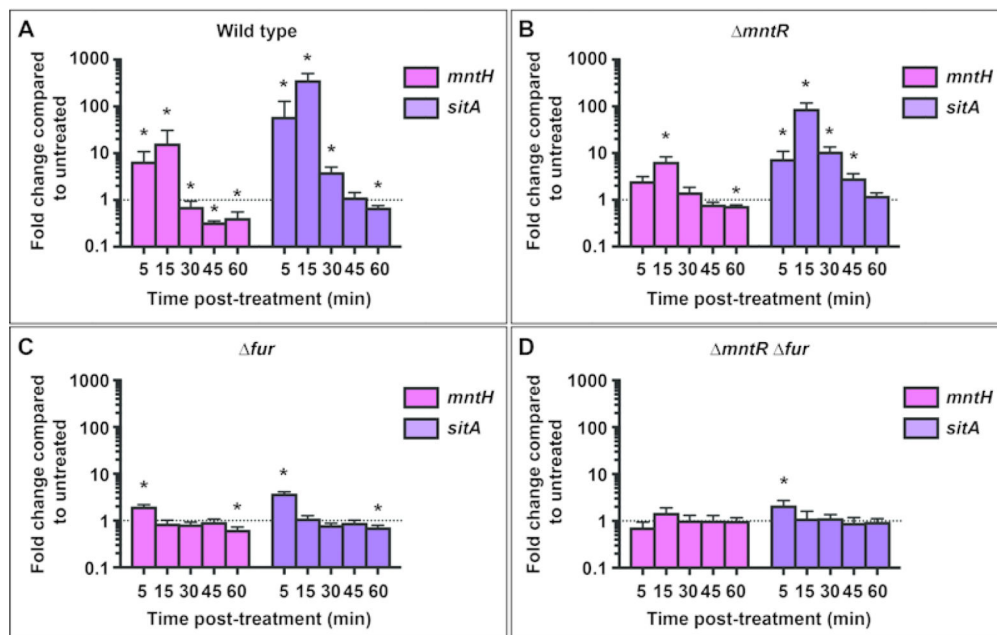 A
Wild type
Fold change compared
to untreated
1000
100
10
1
0.1
* * * * * * * * *
5 15 30 45 60 5 15 30 45 60
Time post-treatment (min)
mntH
sitA
B
ΔmntR
Fold change compared
to untreated
1000
100
10
1
0.1
* * * * * *
5 15 30 45 60 5 15 30 45 60
Time post-treatment (min)
mntH
sitA
C
Δfur
Fold change compared
to untreated
1000
100
10
1
0.1
* * * *
5 15 30 45 60 5 15 30 45 60
Time post-treatment (min)
mntH
sitA
D
ΔmntR Δfur
Fold change compared
to untreated
1000
100
10
1
0.1
*
5 15 30 45 60 5 15 30 45 60
Time post-treatment (min)
mntH
sitA